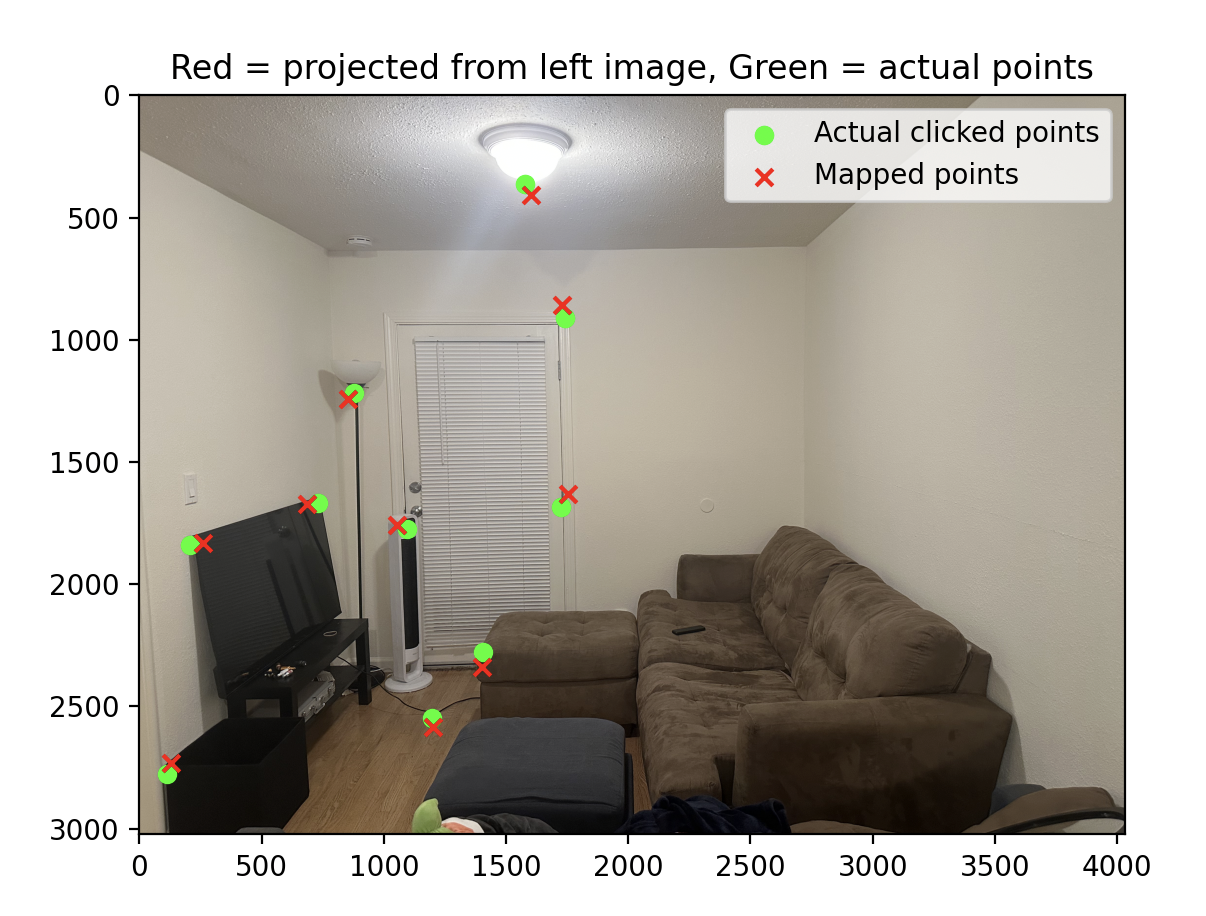 Red = projected from left image, Green = actual points
Actual clicked points
Mapped points
0
500
1000
1500
2000
2500
3000
0 500 1000 1500 2000 2500 3000 3500 4000